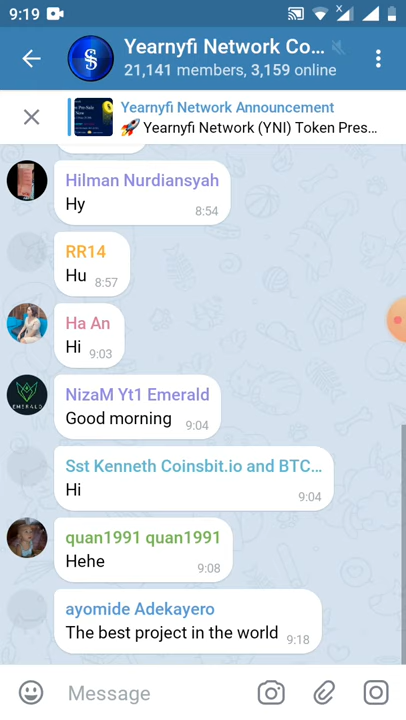 9:19
x
Yearnyfi Network Co...
21,141 members, 3,159 online
Yearnyfi Network Announcement
🚀 Yearnyfi Network (YNI) Token Pres...
Hilman Nurdiansyah
Hy
8:54
RR14
Hu
8:57
Ha An
Hi
9:03
NizaM Yt1 Emerald
Good morning
9:04
EMERALD
Sst Kenneth Coinsbit.io and BTC...
Hi
9:04
quan1991 quan1991
Hehe
9:08
ayomide Adekayero
The best project in the world
9:18
Message